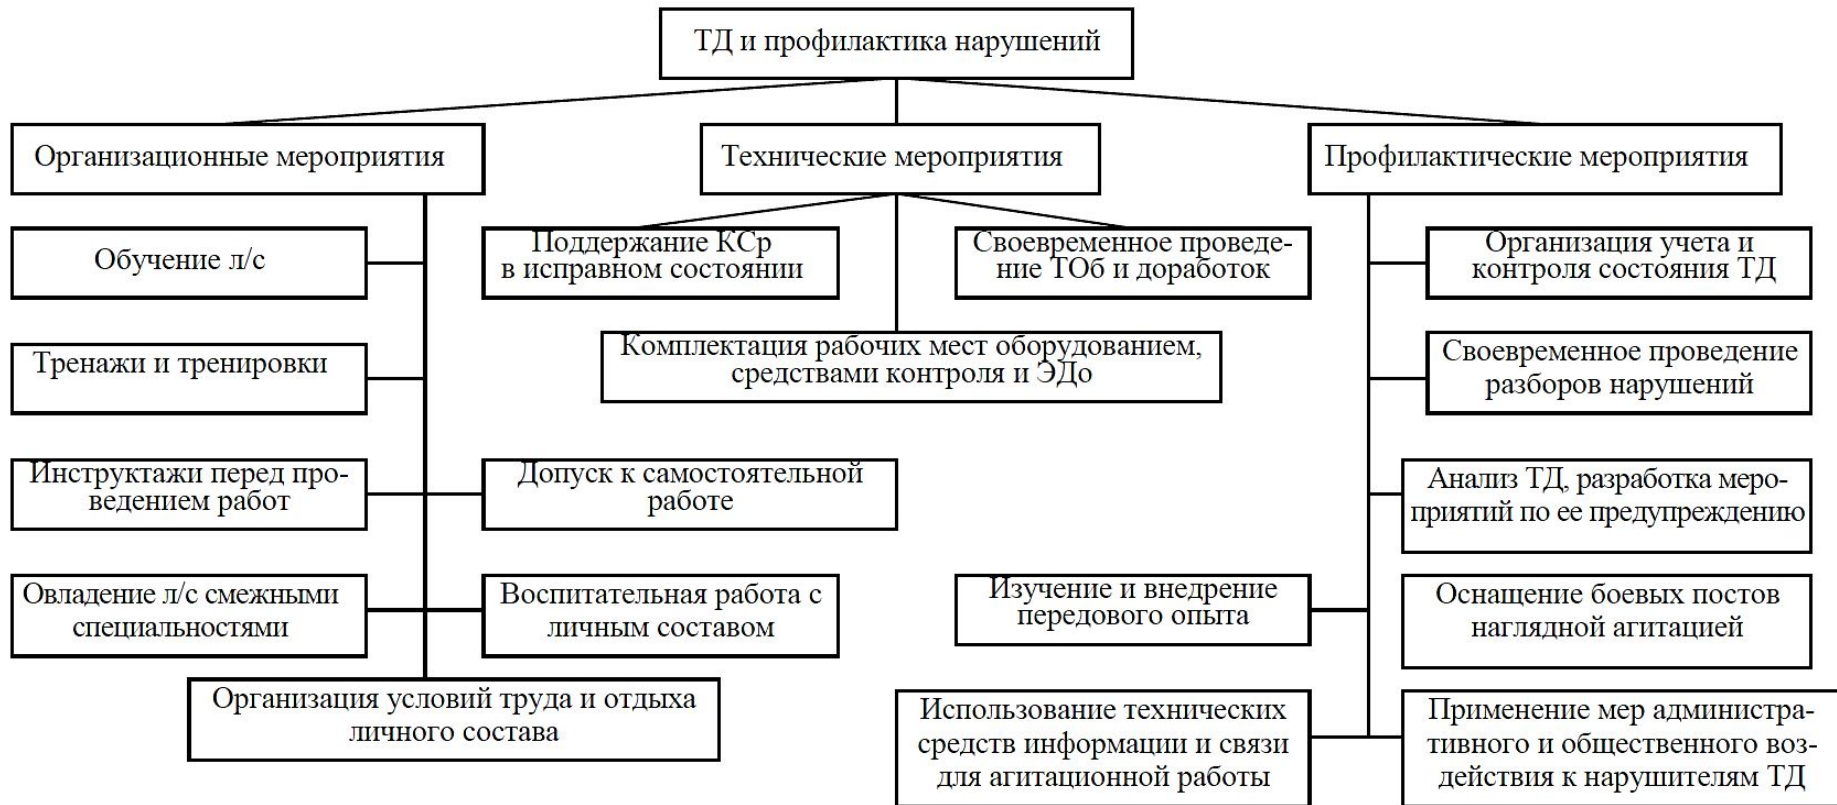 ТД и профилактика нарушений
Организационные мероприятия
Технические мероприятия
Профилактические мероприятия
Обучение л/с
Поддержание КСр
в исправном состоянии
Своевременное проведе-
ние ТОб и доработок
Организация учета и
контроля состояния ТД
Тренажи и тренировки
Комплектация рабочих мест оборудованием,
средствами контроля и ЭДо
Своевременное проведение
разборов нарушений
Инструктажи перед про-
ведением работ
Допуск к самостоятельной
работе
Анализ ТД, разработка меро-
приятий по ее предупреждению
Овладение л/с смежными
специальностями
Воспитательная работа с
личным составом
Изучение и внедрение
передового опыта
Оснащение боевых постов
наглядной агитацией
Организация условий труда и отдыха
личного состава
Использование технических
средств информации и связи
для агитационной работы
Применение мер администра-
тивного и общественного воз-
действия к нарушителям ТД